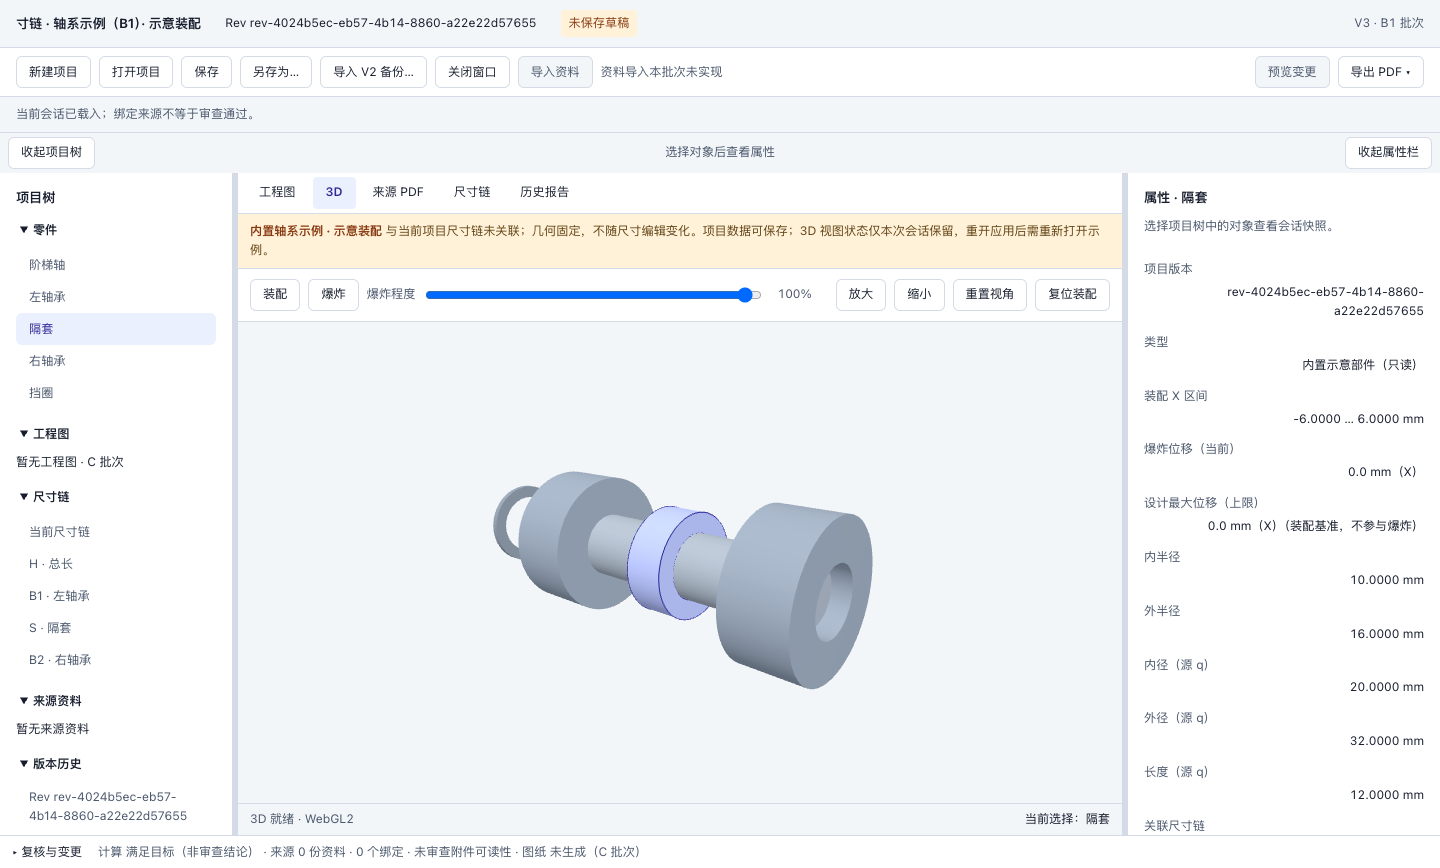 寸链 · 轴系示例（B1）· 示意装配 Rev rev-4024b5ec-eb57-4b14-8860-a22e22d57655 未保存草稿 V3 · B1 批次
新建项目 打开项目 保存 另存为... 导入 V2 备份... 关闭窗口 导入资料 资料导入本批次未实现 预览变更 导出 PDF ▾
当前会话已载入；绑定来源不等于审查通过。
收起项目树 选择对象后查看属性 收起属性栏
项目树
▼ 零件
阶梯轴
左轴承
隔套
右轴承
挡圈
▼ 工程图
暂无工程图 · C 批次
▼ 尺寸链
当前尺寸链
H · 总长
B1 · 左轴承
S · 隔套
B2 · 右轴承
▼ 来源资料
暂无来源资料
▼ 版本历史
Rev rev-4024b5ec-eb57-
4b14-8860-a22e22d57655
工程图 3D 来源 PDF 尺寸链 历史报告
内置轴系示例 · 示意装配 与当前项目尺寸链未关联；几何固定，不随尺寸编辑变化。项目数据可保存；3D 视图状态仅本次会话保留，重开应用后需重新打开示
例。
装配 爆炸 爆炸程度 100% 放大 缩小 重置视角 复位装配
3D 就绪 · WebGL2 当前选择：隔套
属性 · 隔套
选择项目树中的对象查看会话快照。
项目版本
rev-4024b5ec-eb57-4b14-8860-
a22e22d57655
类型
内置示意部件（只读）
装配 X 区间
-6.0000 ... 6.0000 mm
爆炸位移（当前）
0.0 mm（X）
设计最大位移（上限）
0.0 mm（X）（装配基准，不参与爆炸）
内半径
10.0000 mm
外半径
16.0000 mm
内径（源 q）
20.0000 mm
外径（源 q）
32.0000 mm
长度（源 q）
12.0000 mm
关联尺寸链
▸ 复核与变更 计算 满足目标（非审查结论） · 来源 0 份资料 · 0 个绑定 · 未审查附件可读性 · 图纸 未生成（C 批次）